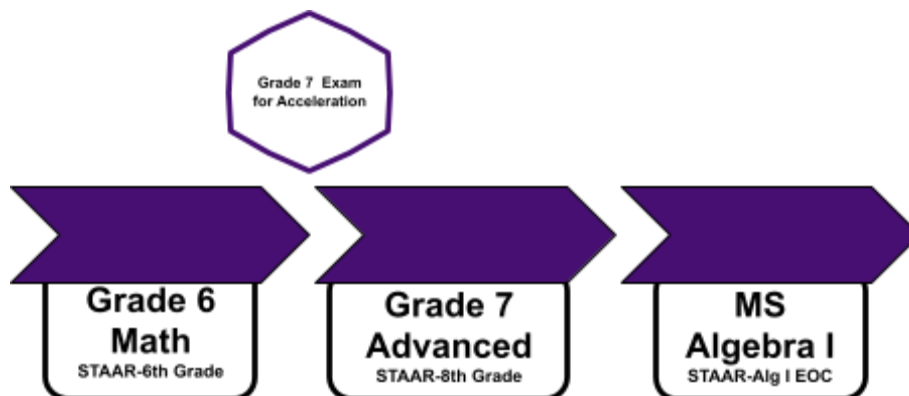 Grade 7 Exam
for Acceleration
Grade 6
Math
STAAR-6th Grade
Grade 7
Advanced
STAAR-8th Grade
MS
Algebra I
STAAR-Alg I EOC